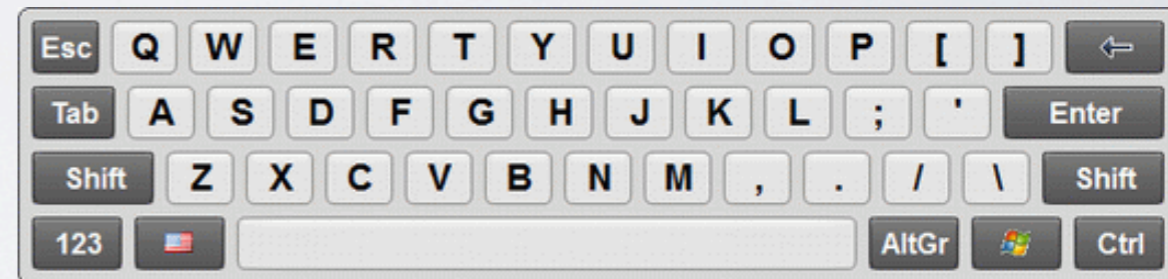 Esc Q W E R T Y U I O P [ ]
Tab A S D F G H J K L ; ' Enter
Shift Z X C V B N M , . / \ Shift
123 AltGr Ctrl